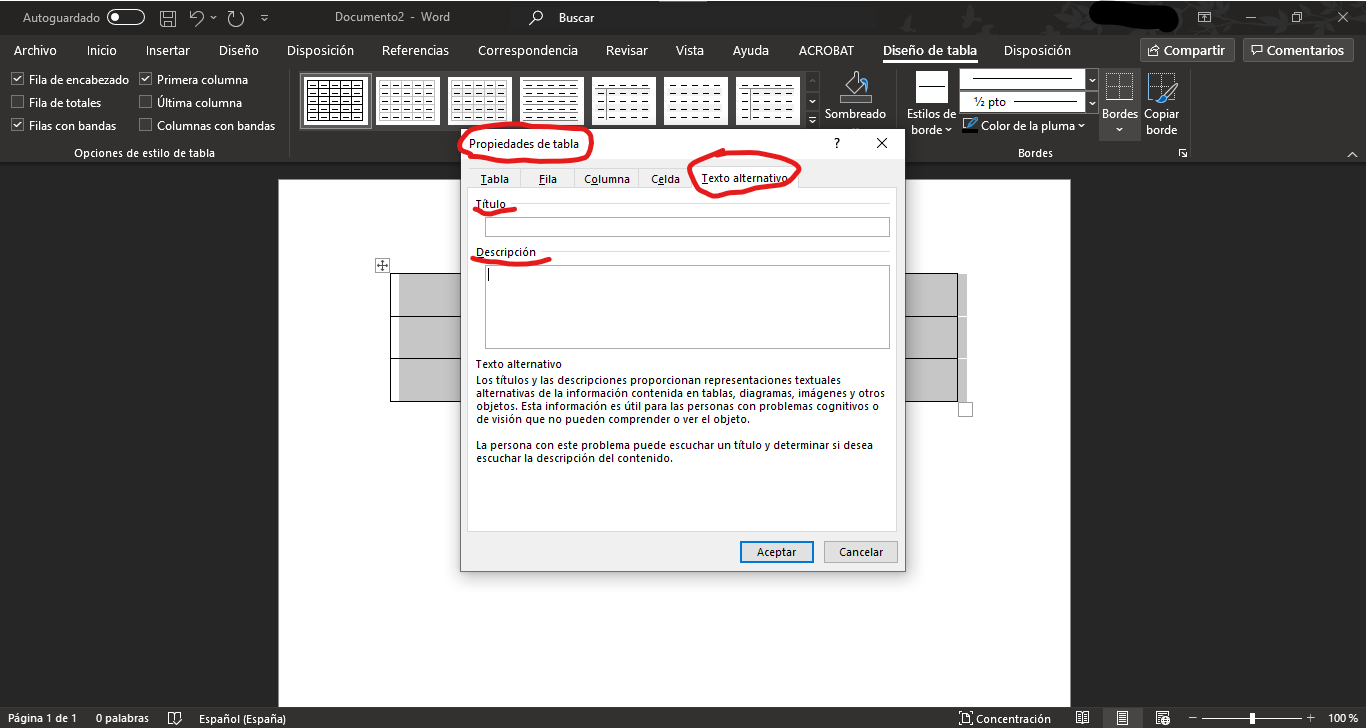 Autoguardado Documento2 - Word Buscar
Archivo Inicio Insertar Diseño Disposición Referencias Correspondencia Revisar Vista Ayuda ACROBAT Diseño de tabla Disposición Compartir Comentarios
Fila de encabezado Primera columna
Fila de totales Última columna
Filas con bandas Columnas con bandas
Opciones de estilo de tabla
Sombreado
Estilos de borde
½ pto
Color de la pluma
Bordes
Copiar borde
Bordes
Propiedades de tabla ?
Tabla Fila Columna Celda Texto alternativo
Título
Descripción
Texto alternativo
Los títulos y las descripciones proporcionan representaciones textuales
alternativas de la información contenida en tablas, diagramas, imágenes y otros
objetos. Esta información es útil para las personas con problemas cognitivos o
de visión que no pueden comprender o ver el objeto.
La persona con este problema puede escuchar un título y determinar si desea
escuchar la descripción del contenido.
Aceptar Cancelar
Página 1 de 1 0 palabras Español (España) Concentración 100 %